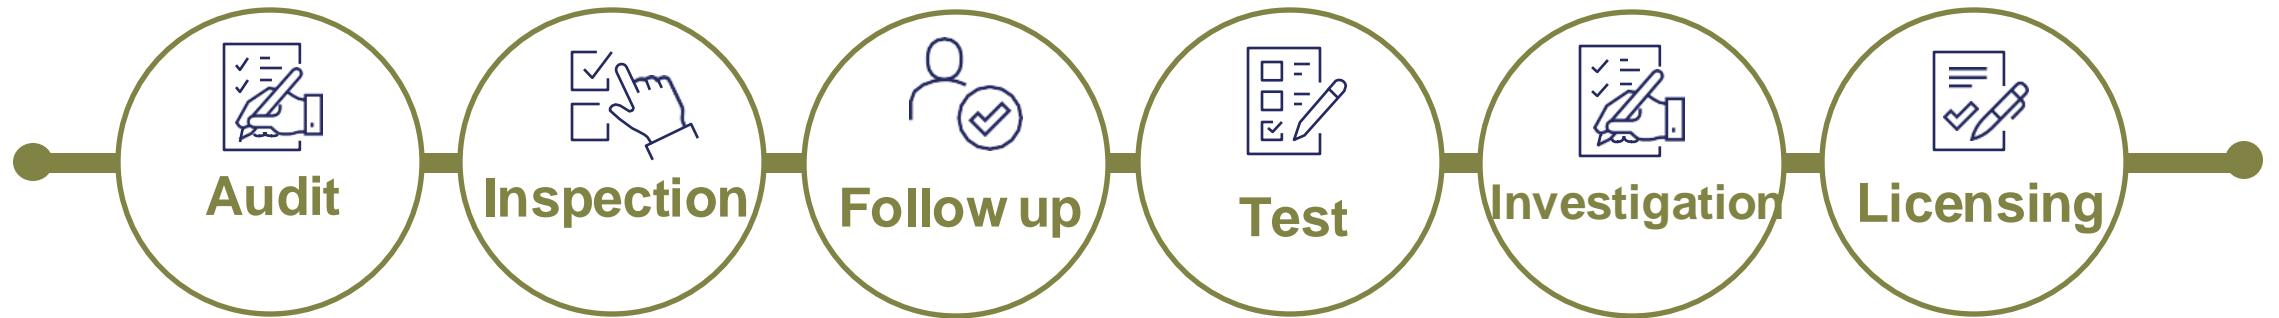 Audit
Inspection
Follow up
Test
Investigation
Licensing